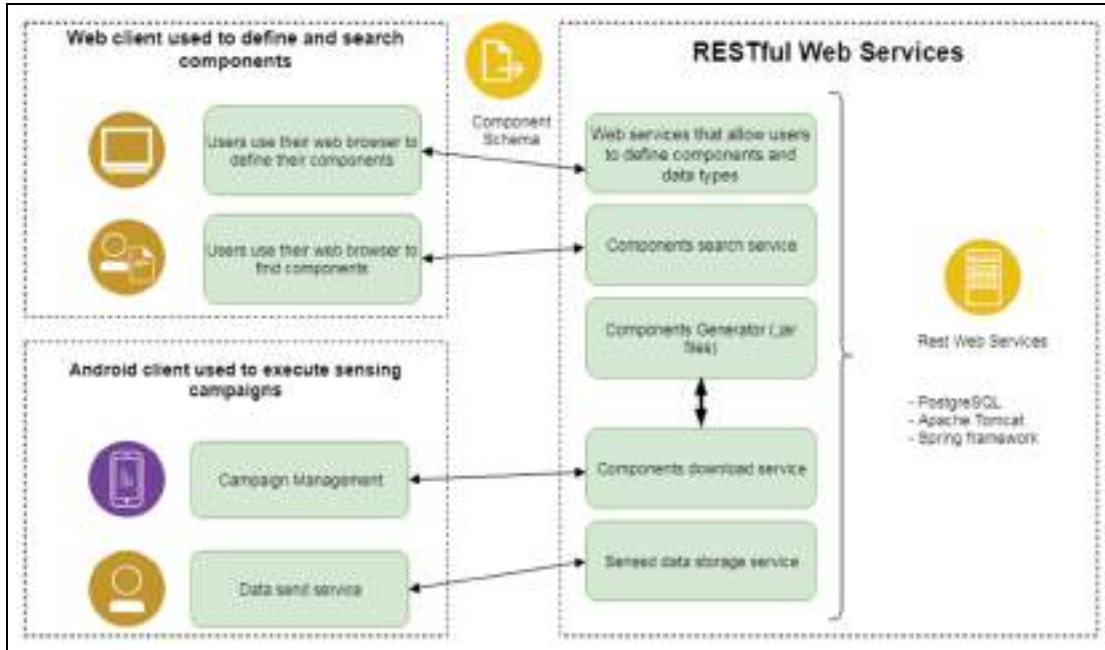 Web client used to define and search
components
Users use their web browser to
define their components
Users use their web browser to
find components
Component
Schema
RESTful Web Services
Web services that allow users
to define components and
data types
Components search service
Components Generator (.jar
files)
Components download service
Sensed data storage service
Rest Web Services
- PostgreSQL
- Apache Tomcat
- Spring framework
Android client used to execute sensing
campaigns
Campaign Management
Data send service